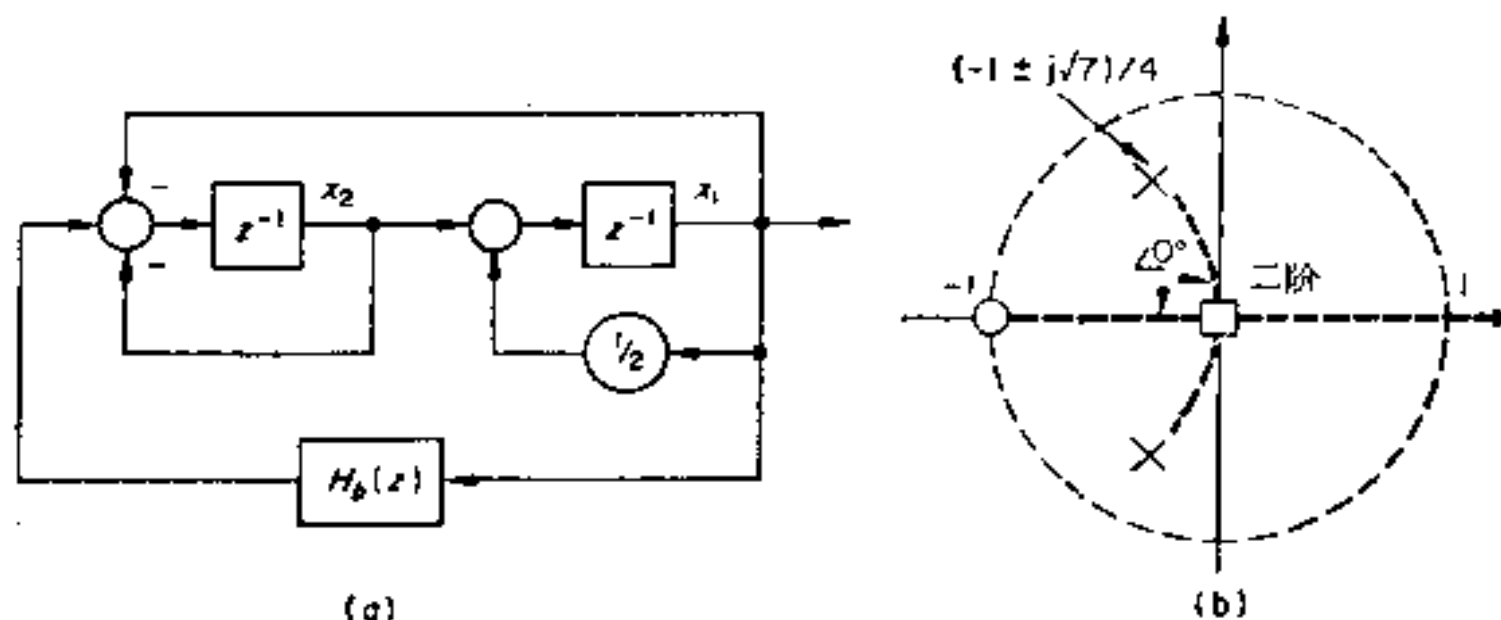 (-1 ± j√7)/4
-
z⁻¹
x₂
z⁻¹
x₁
-
1/2
H_b(z)
(a)
-1
∠0°
二阶
1
(b)